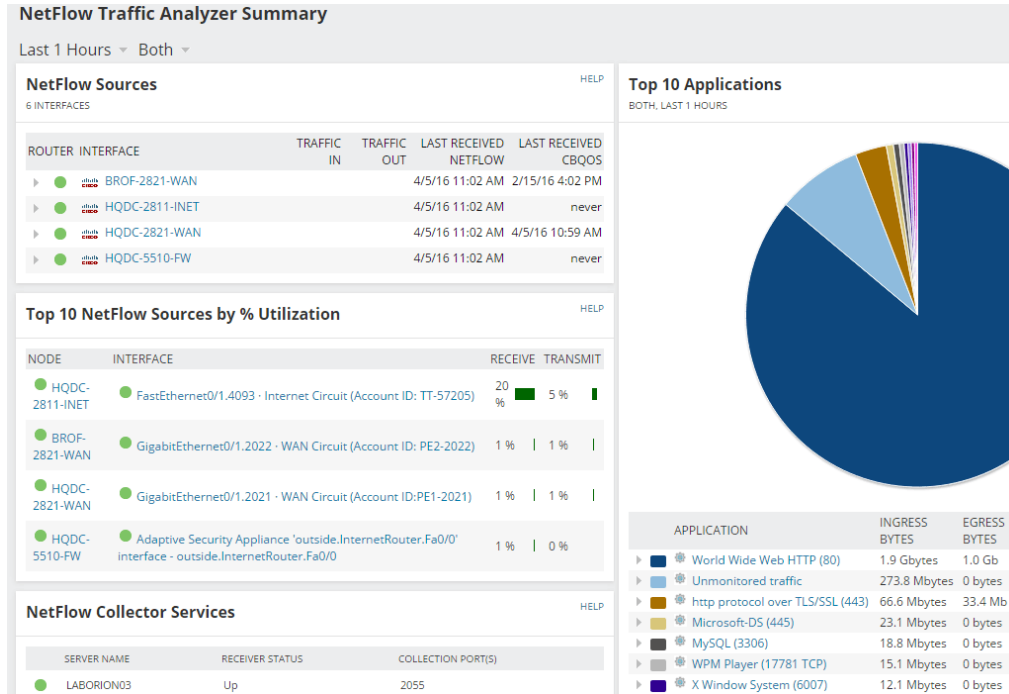 NetFlow Traffic Analyzer Summary
Last 1 Hours Both
NetFlow Sources HELP
6 INTERFACES
ROUTER INTERFACE TRAFFIC IN TRAFFIC OUT LAST RECEIVED NETFLOW LAST RECEIVED CBQOS
BROF-2821-WAN 4/5/16 11:02 AM 2/15/16 4:02 PM
HQDC-2811-INET 4/5/16 11:02 AM never
HQDC-2821-WAN 4/5/16 11:02 AM 4/5/16 10:59 AM
HQDC-5510-FW 4/5/16 11:02 AM never
Top 10 NetFlow Sources by % Utilization HELP
NODE INTERFACE RECEIVE TRANSMIT
HQDC-2811-INET FastEthernet0/1.4093 · Internet Circuit (Account ID: TT-57205) 20 % 5 %
BROF-2821-WAN GigabitEthernet0/1.2022 · WAN Circuit (Account ID: PE2-2022) 1 % 1 %
HQDC-2821-WAN GigabitEthernet0/1.2021 · WAN Circuit (Account ID:PE1-2021) 1 % 1 %
HQDC-5510-FW Adaptive Security Appliance 'outside.InternetRouter.Fa0/0' interface - outside.InternetRouter.Fa0/0 1 % 0 %
NetFlow Collector Services HELP
SERVER NAME RECEIVER STATUS COLLECTION PORT(S)
LABORION03 Up 2055
Top 10 Applications
BOTH, LAST 1 HOURS
APPLICATION INGRESS BYTES EGRESS BYTES
World Wide Web HTTP (80) 1.9 Gbytes 1.0 Gb
Unmonitored traffic 273.8 Mbytes 0 bytes
http protocol over TLS/SSL (443) 66.6 Mbytes 33.4 Mb
Microsoft-DS (445) 23.1 Mbytes 0 bytes
MySQL (3306) 18.8 Mbytes 0 bytes
WPM Player (17781 TCP) 15.1 Mbytes 0 bytes
X Window System (6007) 12.1 Mbytes 0 bytes